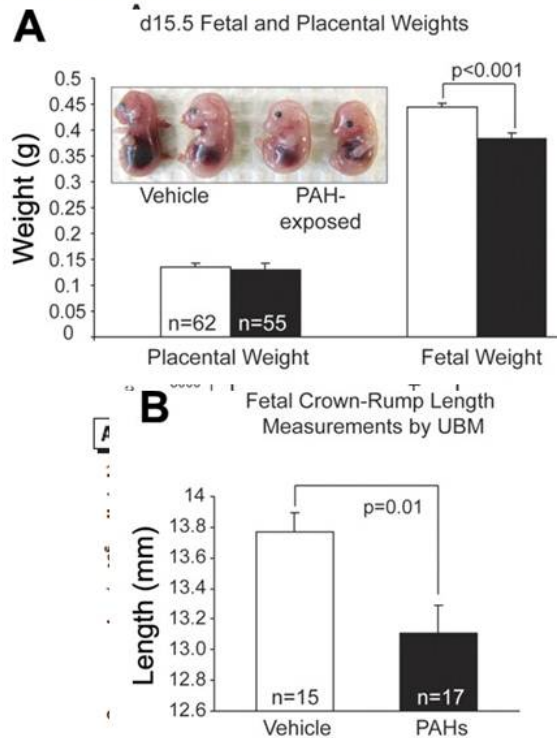 A
d15.5 Fetal and Placental Weights
p<0.001
0.5
0.45
0.4
0.35
0.3
0.25
0.2
0.15
0.1
0.05
0
Weight (g)
Vehicle
PAH-
exposed
n=62
n=55
Placental Weight
Fetal Weight
B
Fetal Crown-Rump Length
Measurements by UBM
A
p=0.01
14
13.8
13.6
13.4
13.2
13.0
12.8
12.6
Length (mm)
n=15
n=17
Vehicle
PAHs